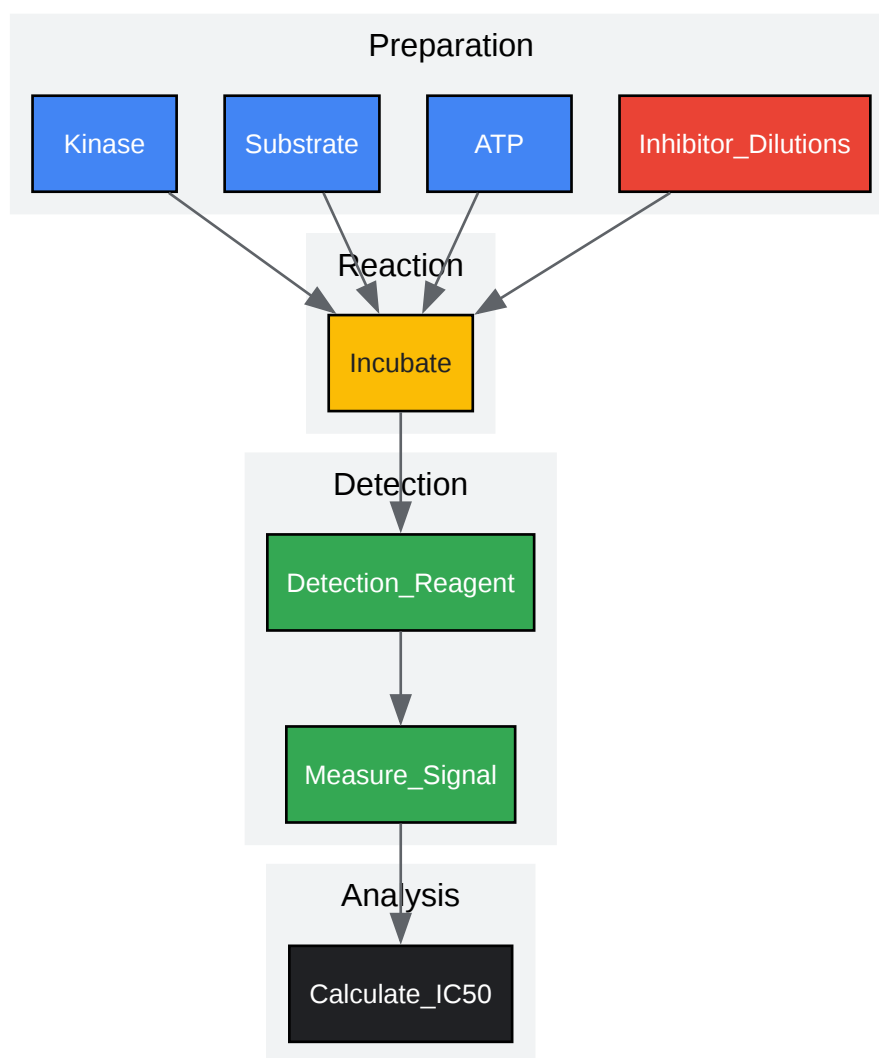 Preparation
Kinase
Substrate
ATP
Inhibitor_Dilutions
Reaction
Incubate
Detection
Detection_Reagent
Measure_Signal
Analysis
Calculate_IC50